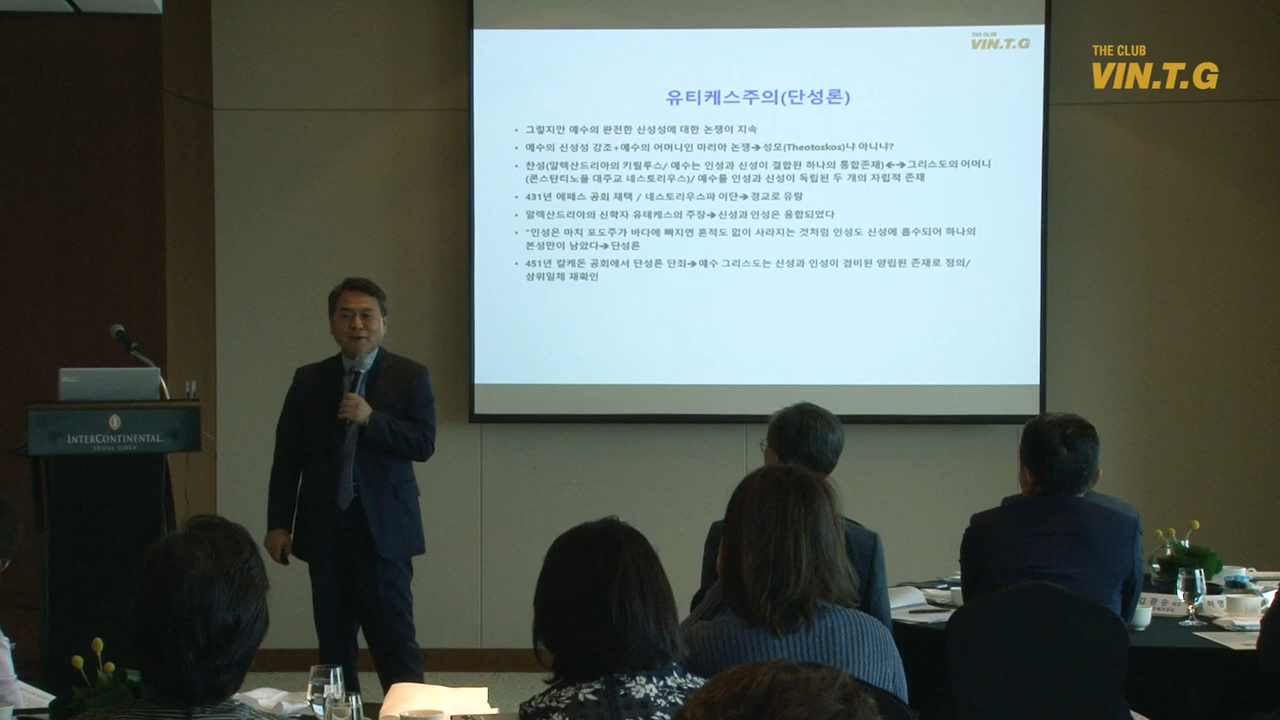 THE CLUB
VIN.T.G
THE CLUB
VIN.T.G
유티케스주의(단성론)
• 그렇지만 예수의 완전한 신성성에 대한 논쟁이 지속
• 예수의 신성성 강조+예수의 어머니인 마리아 논쟁➔성모(Theotoskos)냐 아니냐?
• 찬성(알렉산드리아의 키릴루스/ 예수는 인성과 신성이 결합된 하나의 통합존재)←➔그리스도의 어머니
(콘스탄티노플 대주교 네스토리우스)/ 예수를 인성과 신성이 독립된 두 개의 자립적 존재
• 431년 에페스 공회 채택 / 네스토리우스파 이단➔경교로 유랑
• 알렉산드리아의 신학자 유테케스의 주장➔신성과 인성은 융합되었다
• "인성은 마치 포도주가 바다에 빠지면 흔적도 없이 사라지는 것처럼 인성도 신성에 흡수되어 하나의
본성만이 남았다➔단성론
• 451년 칼케돈 공회에서 단성론 단죄➔예수 그리스도는 신성과 인성이 겸비된 양립된 존재로 정의/
삼위일체 재확인
INTERCONTINENTAL
SEOUL COEX